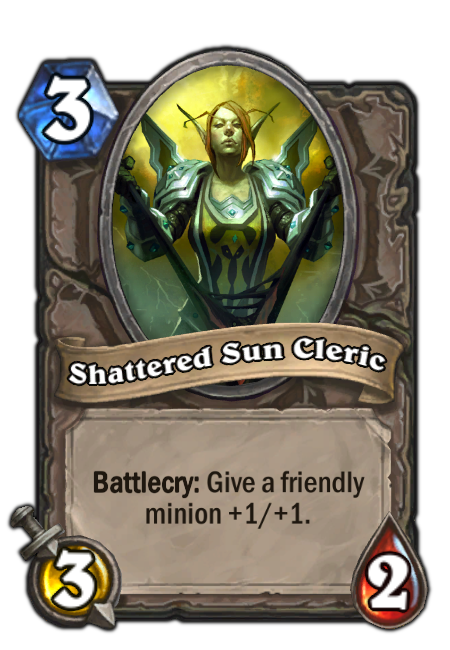 3
Shattered Sun Cleric
Battlecry: Give a friendly
minion +1/+1.
3
2